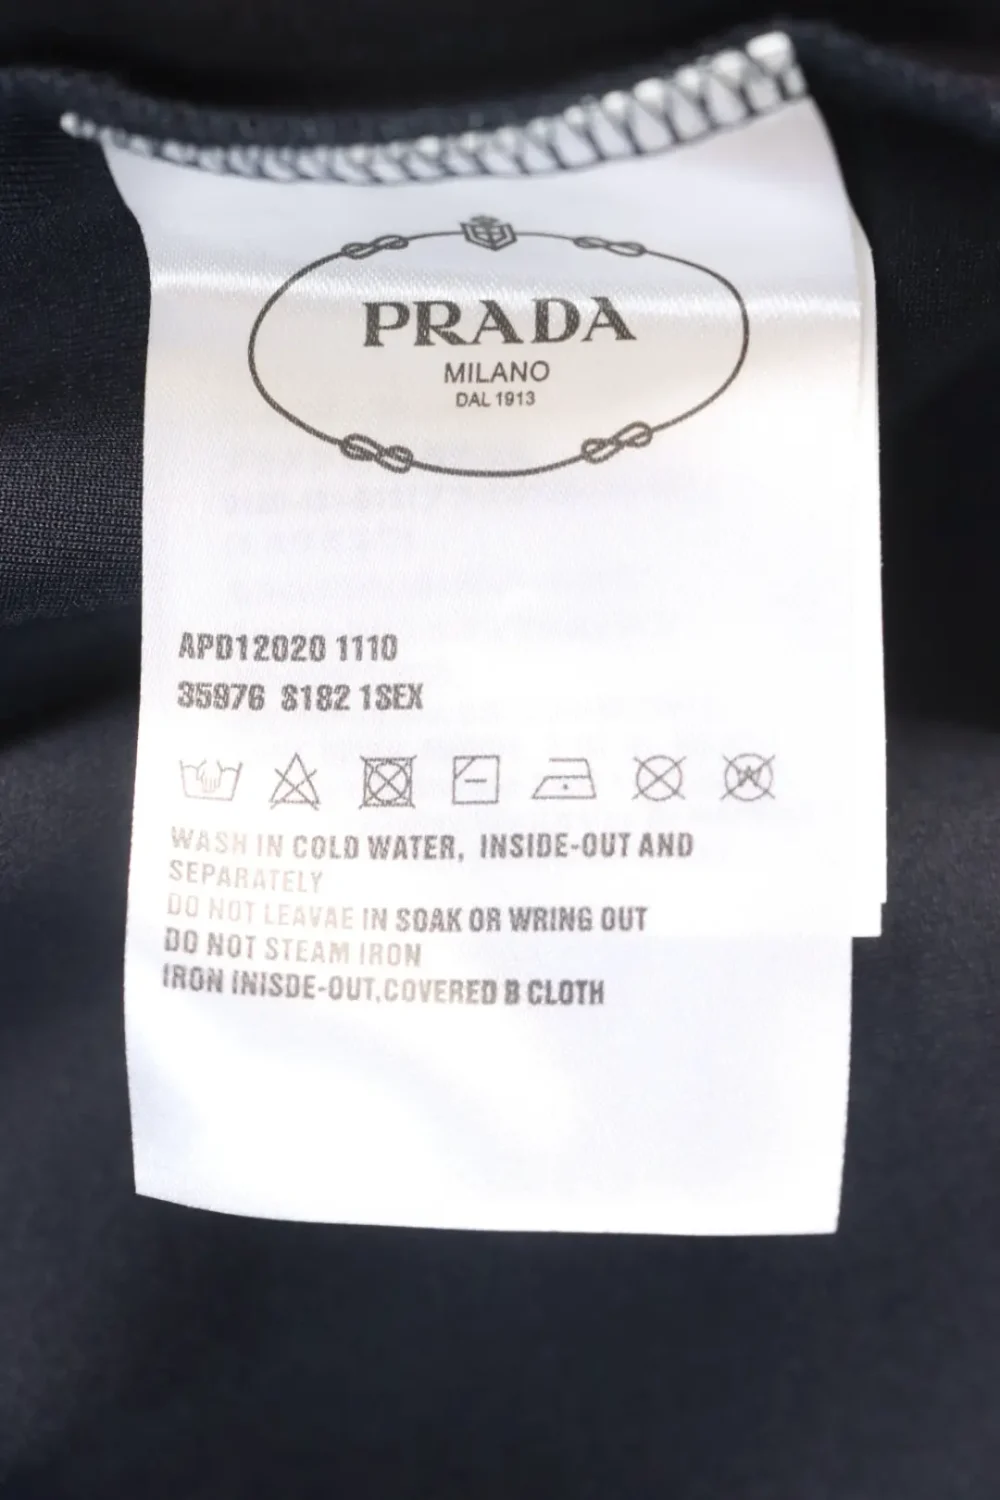 PRADA
MILANO
DAL 1913
APD12020 1110
35976 S182 1SEX
WASH IN COLD WATER, INSIDE-OUT AND
SEPARATELY
DO NOT LEAVAE IN SOAK OR WRING OUT
DO NOT STEAM IRON
IRON INISDE-OUT,COVERED B CLOTH